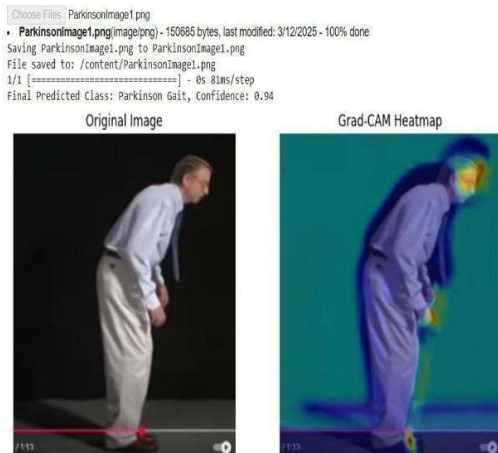 Choose Files ParkinsonImage1.png
• ParkinsonImage1.png(image/png) - 150685 bytes, last modified: 3/12/2025 - 100% done
Saving ParkinsonImage1.png to ParkinsonImage1.png
File saved to: /content/ParkinsonImage1.png
1/1 [==============================] - 0s 81ms/step
Final Predicted Class: Parkinson Gait, Confidence: 0.94
Original Image Grad-CAM Heatmap
/ 1:13 / 1:13